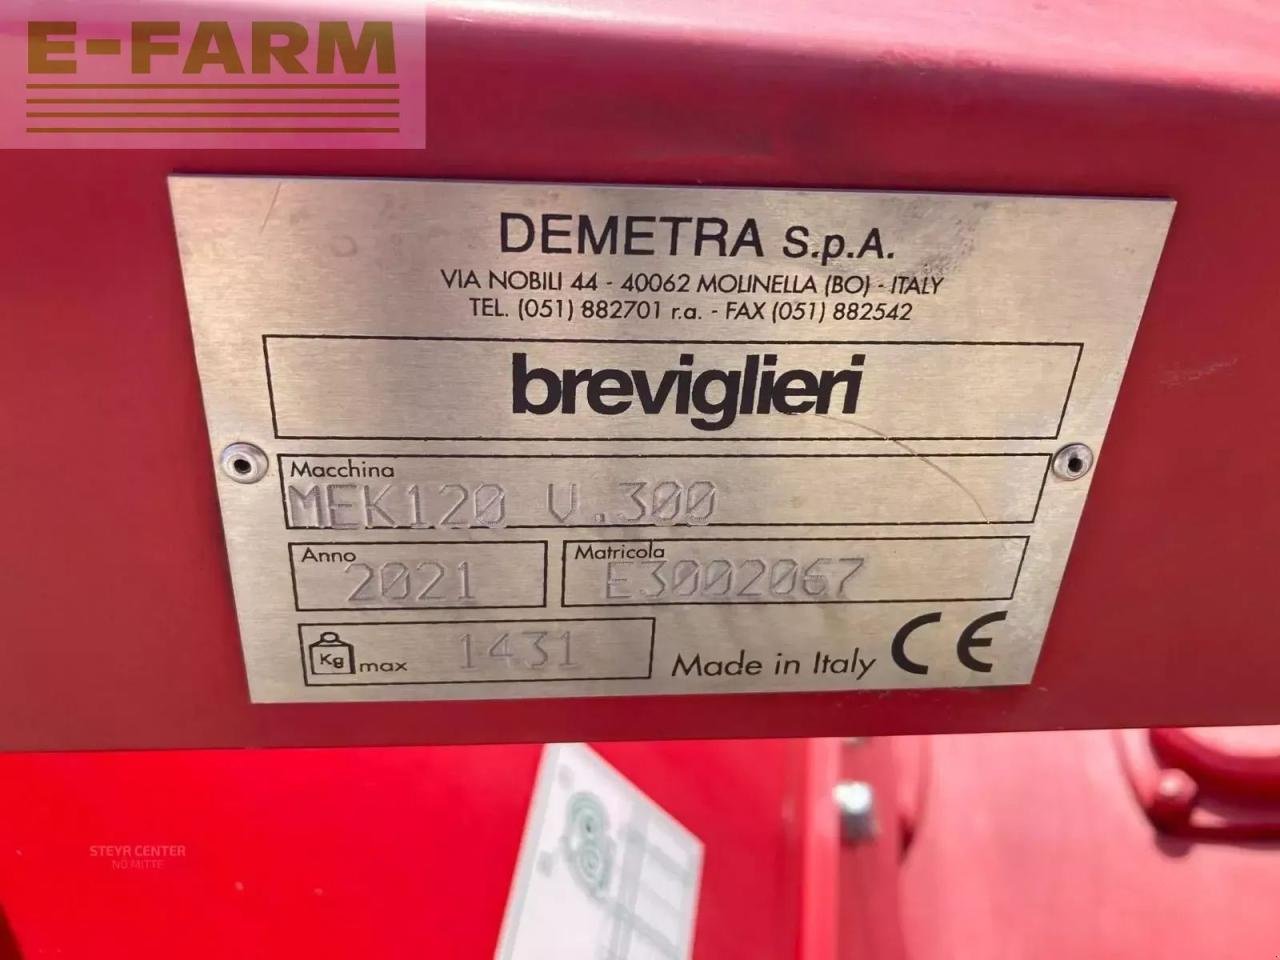 E-FARM
DEMETRA S.p.A.
VIA NOBILI 44 - 40062 MOLINELLA (BO) - ITALY
TEL. (051) 882701 r.a. - FAX (051) 882542
breviglieri
Macchina
MEK120 V.300
Anno
2021
Matricola
E3002067
Kg max 1431
Made in Italy CE
STEYR CENTER
NÖ MITTE